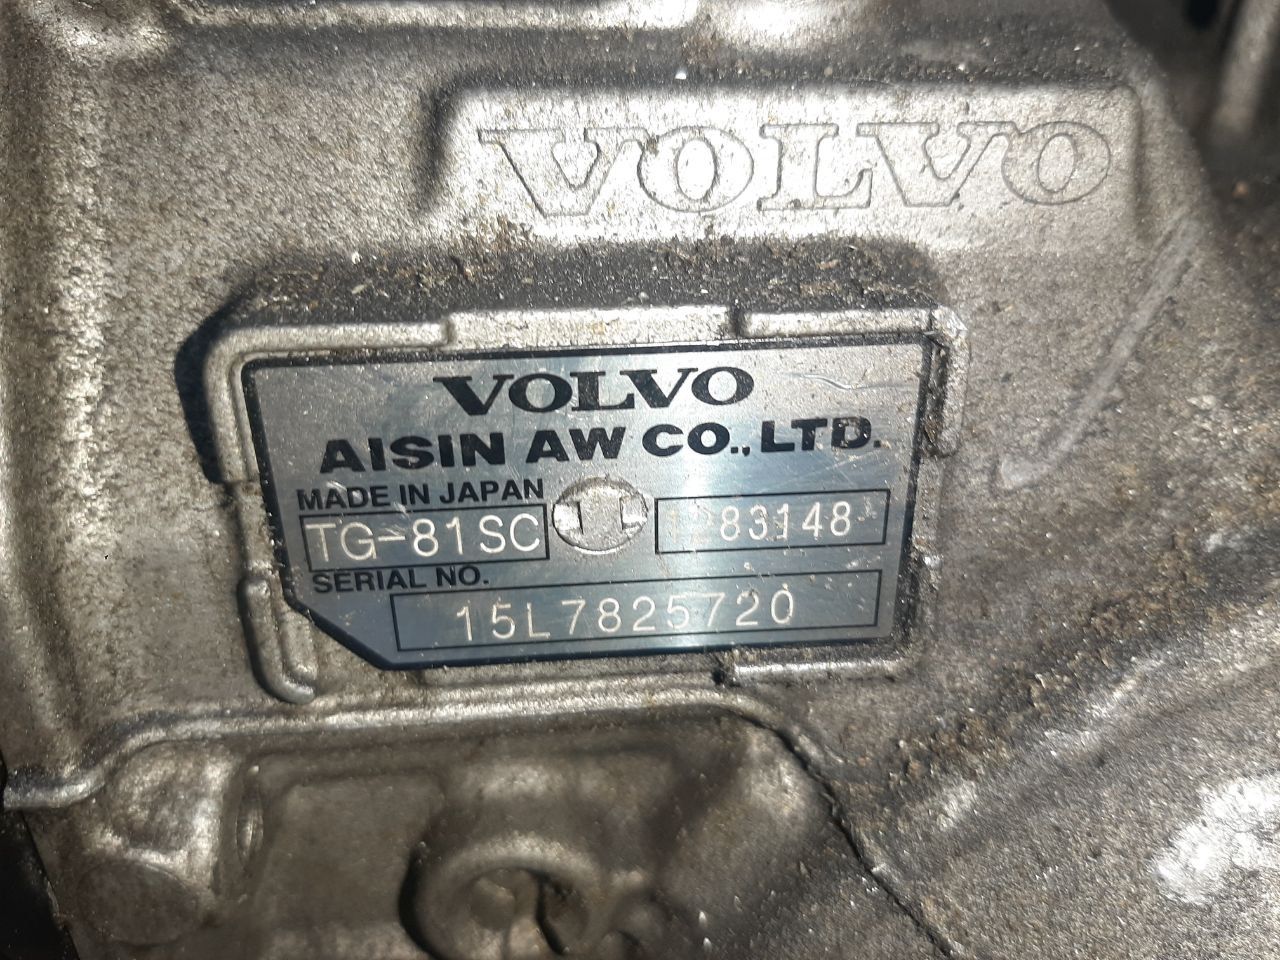 VOLVO
VOLVO
AISIN AW CO., LTD.
MADE IN JAPAN
TG-81SC 1283148
SERIAL NO.
15L7825720